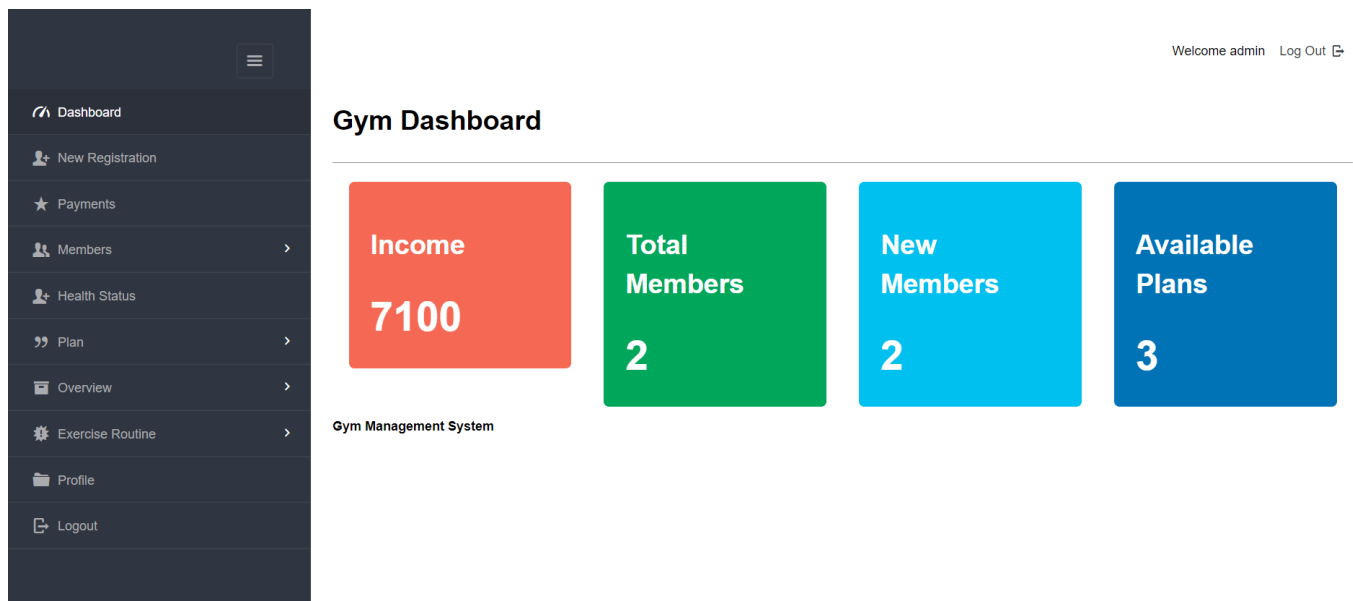 Welcome admin Log Out
Dashboard
New Registration
Payments
Members
Health Status
Plan
Overview
Exercise Routine
Profile
Logout
Gym Dashboard
Income
7100
Total
Members
2
New
Members
2
Available
Plans
3
Gym Management System